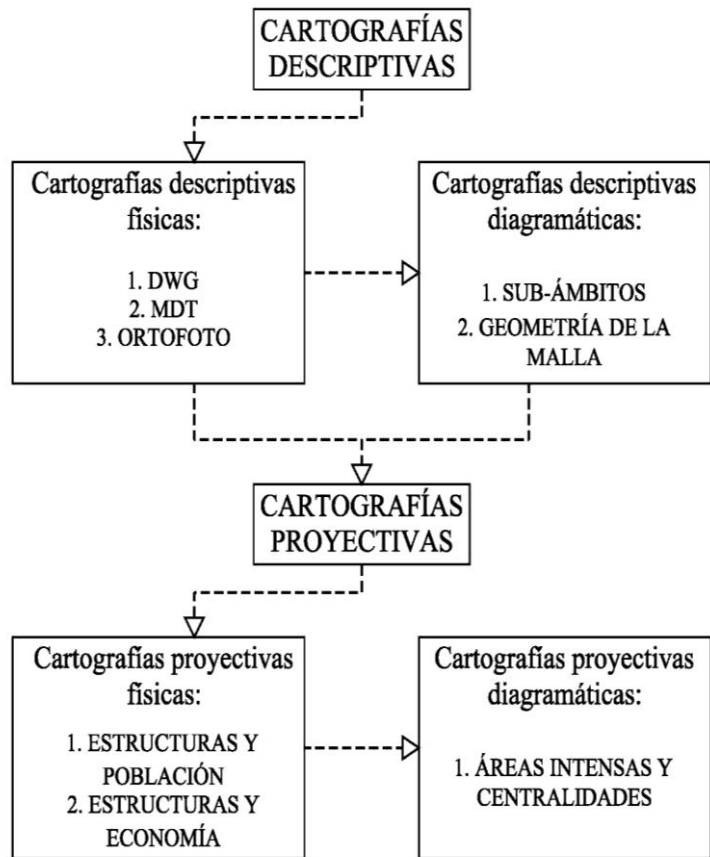 CARTOGRAFÍAS
DESCRIPTIVAS
Cartografías descriptivas
físicas:
1. DWG
2. MDT
3. ORTOFOTO
Cartografías descriptivas
diagramáticas:
1. SUB-ÁMBITOS
2. GEOMETRÍA DE LA
MALLA
CARTOGRAFÍAS
PROYECTIVAS
Cartografías proyectivas
físicas:
1. ESTRUCTURAS Y
POBLACIÓN
2. ESTRUCTURAS Y
ECONOMÍA
Cartografías proyectivas
diagramáticas:
1. ÁREAS INTENSAS Y
CENTRALIDADES